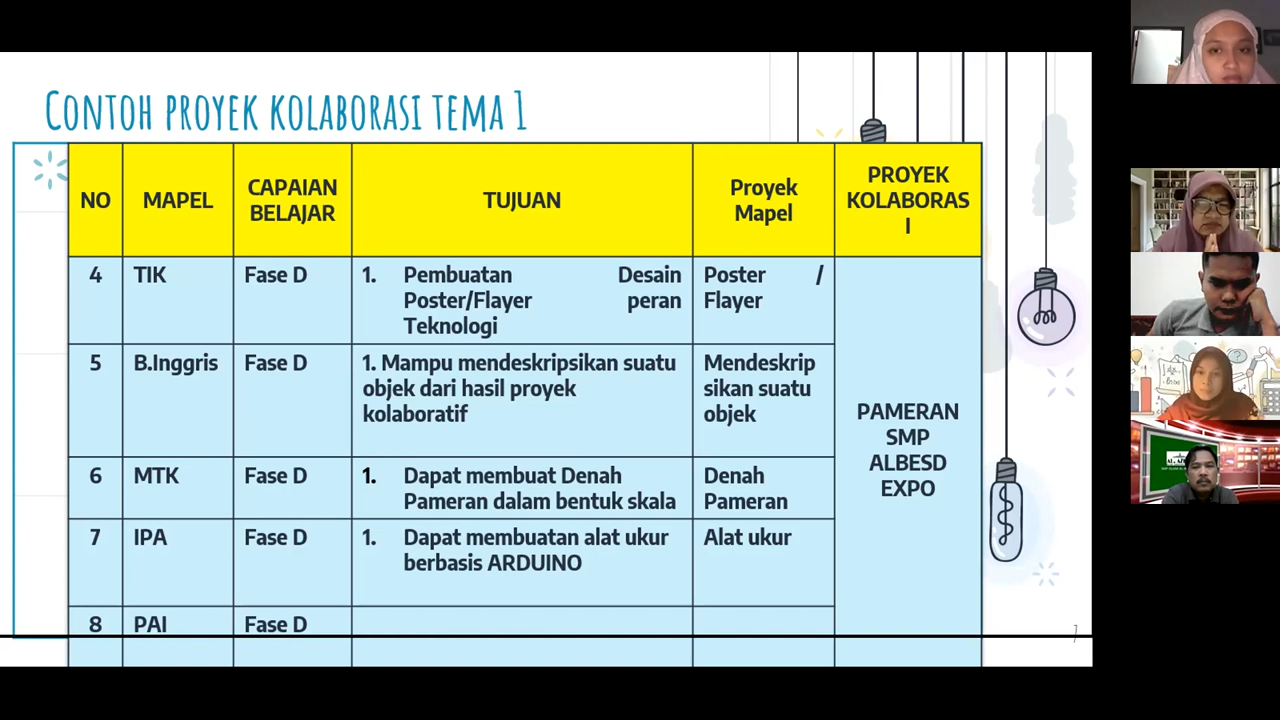 CONTOH PROYEK KOLABORASI TEMA 1
NO
MAPEL
CAPAIAN
BELAJAR
TUJUAN
Proyek
Mapel
PROYEK
KOLABORAS
I
4
TIK
Fase D
1. Pembuatan Desain
Poster/Flayer peran
Teknologi
Poster /
Flayer
5
B.Inggris
Fase D
1. Mampu mendeskripsikan suatu
objek dari hasil proyek
kolaboratif
Mendeskrip
sikan suatu
objek
6
MTK
Fase D
1. Dapat membuat Denah
Pameran dalam bentuk skala
Denah
Pameran
7
IPA
Fase D
1. Dapat membuatan alat ukur
berbasis ARDUINO
Alat ukur
8
PAI
Fase D
PAMERAN
SMP
ALBESD
EXPO
7